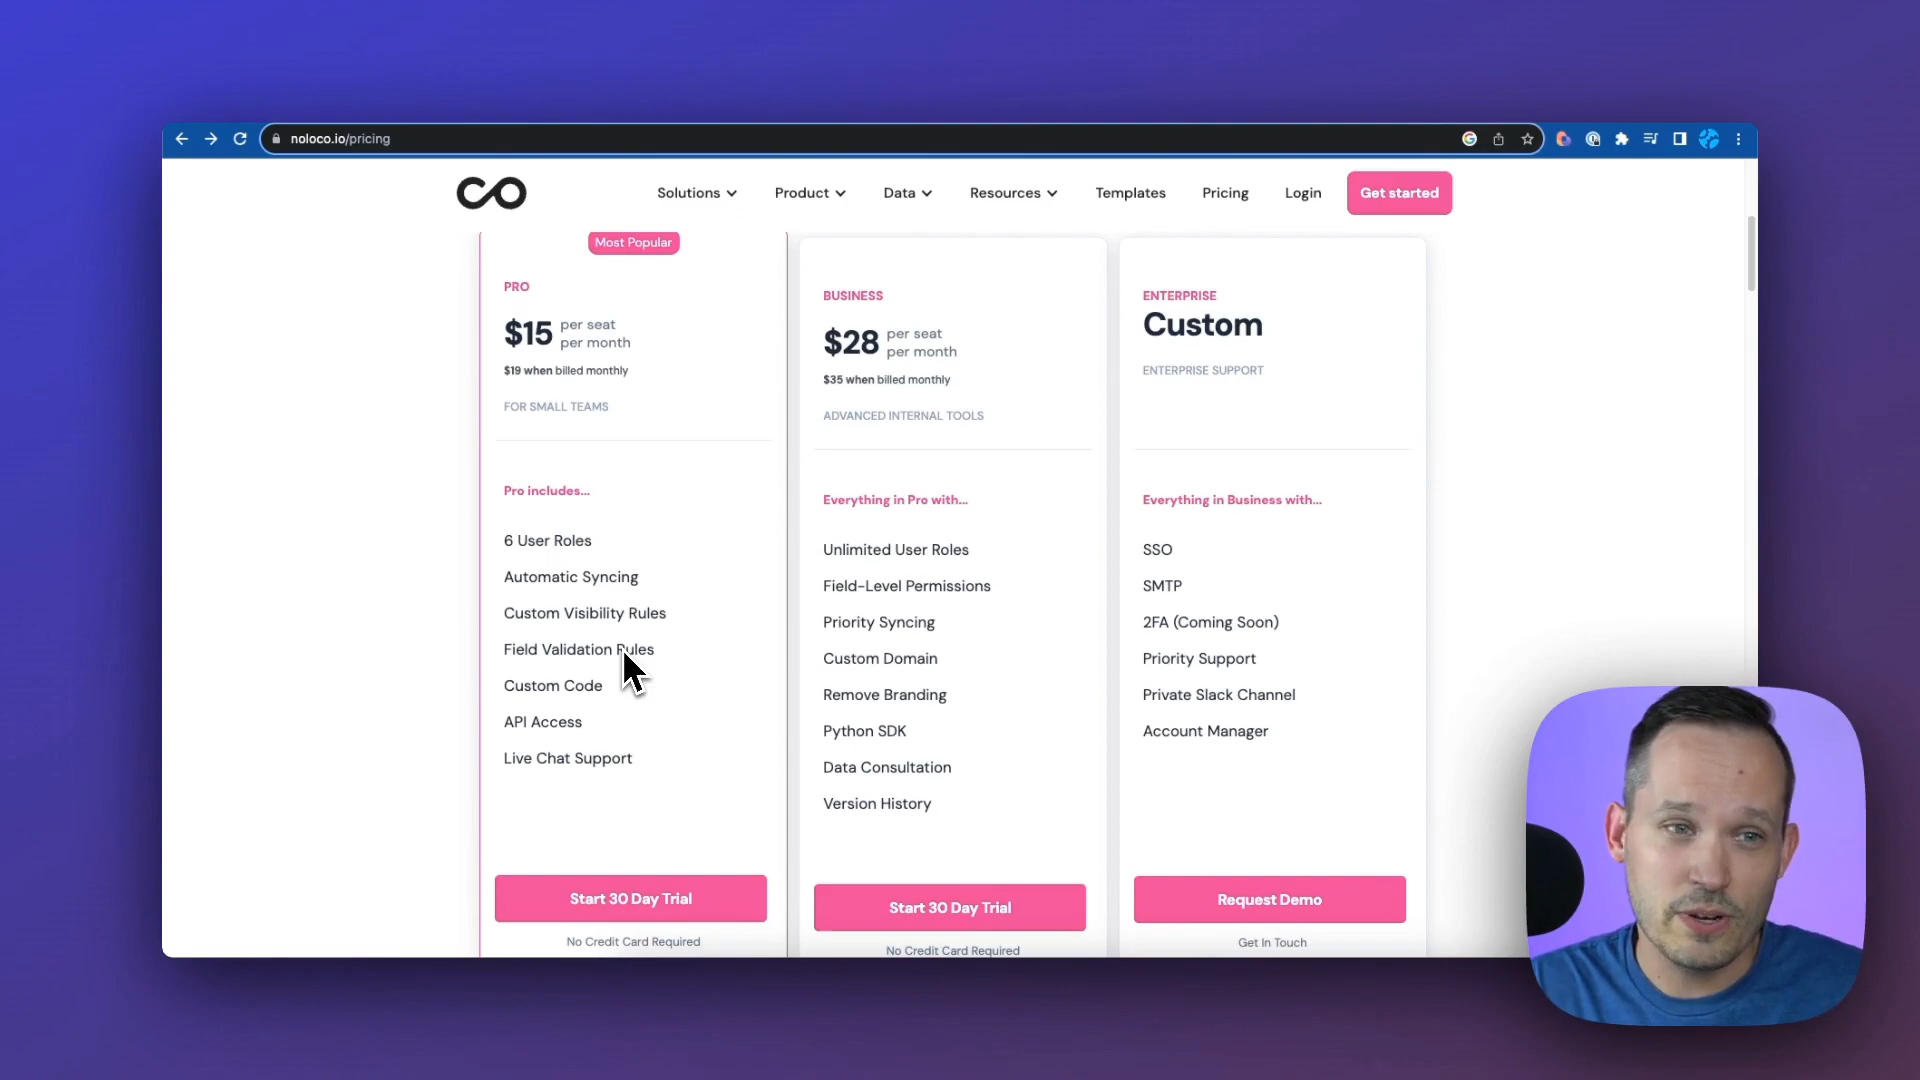 noloco.io/pricing
Solutions
Product
Data
Resources
Templates
Pricing
Login
Get started
Most Popular
PRO
$15 per seat
per month
$19 when billed monthly
FOR SMALL TEAMS
Pro includes...
6 User Roles
Automatic Syncing
Custom Visibility Rules
Field Validation Rules
Custom Code
API Access
Live Chat Support
Start 30 Day Trial
No Credit Card Required
BUSINESS
$28 per seat
per month
$35 when billed monthly
ADVANCED INTERNAL TOOLS
Everything in Pro with...
Unlimited User Roles
Field-Level Permissions
Priority Syncing
Custom Domain
Remove Branding
Python SDK
Data Consultation
Version History
Start 30 Day Trial
No Credit Card Required
ENTERPRISE
Custom
ENTERPRISE SUPPORT
Everything in Business with...
SSO
SMTP
2FA (Coming Soon)
Priority Support
Private Slack Channel
Account Manager
Request Demo
Get In Touch